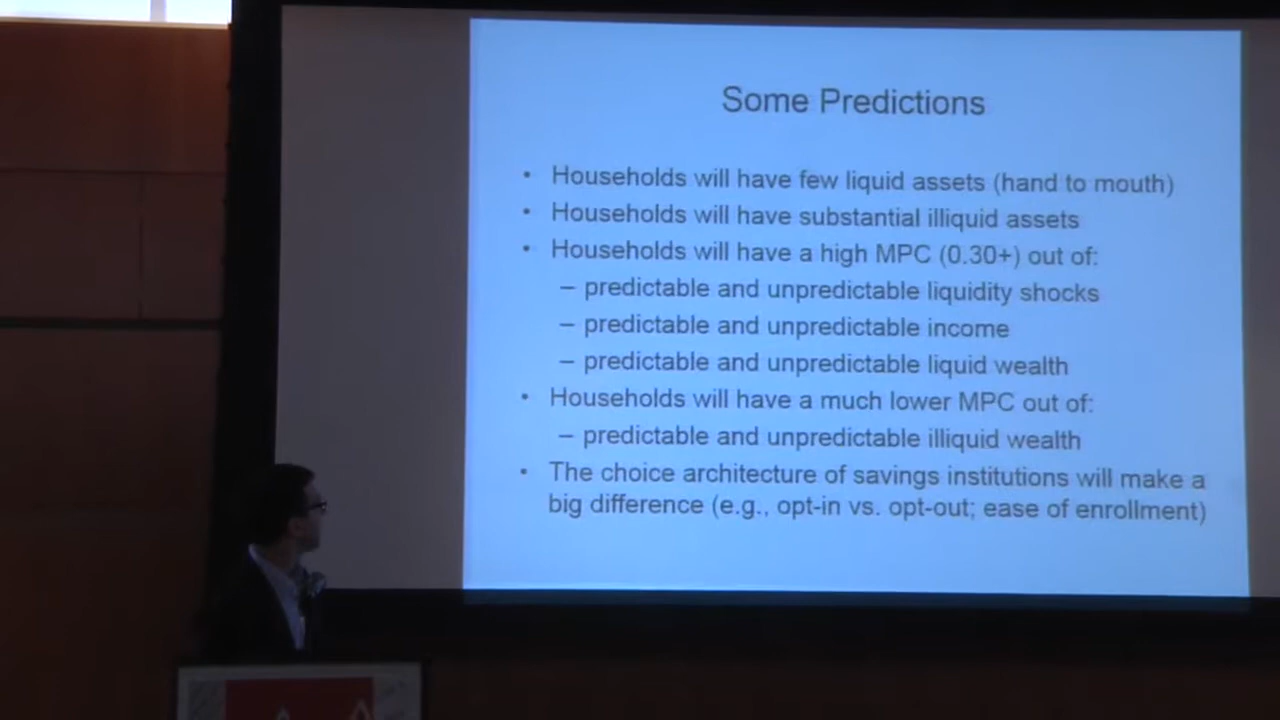 Some Predictions
• Households will have few liquid assets (hand to mouth)
• Households will have substantial illiquid assets
• Households will have a high MPC (0.30+) out of:
– predictable and unpredictable liquidity shocks
– predictable and unpredictable income
– predictable and unpredictable liquid wealth
• Households will have a much lower MPC out of:
– predictable and unpredictable illiquid wealth
• The choice architecture of savings institutions will make a
big difference (e.g., opt-in vs. opt-out; ease of enrollment)